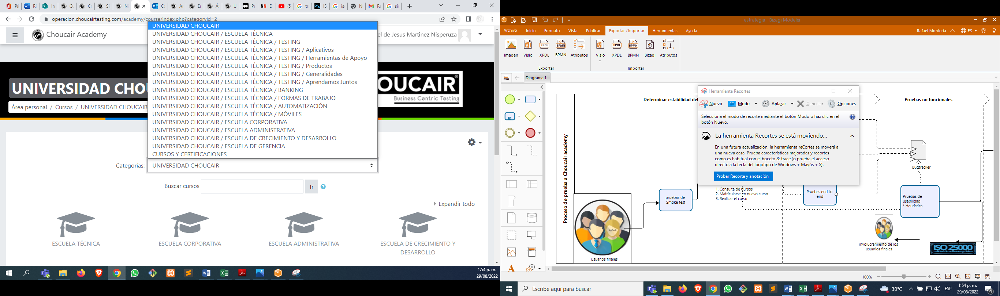 operacion.choucairtesting.com/academy/course/index.php?categoryid=2
Choucair Academy
el de Jesus Martinez Nisperuza
UNIVERSIDAD CHOUCAIR
UNIVERSIDAD CHOUCAIR / ESCUELA TÉCNICA
UNIVERSIDAD CHOUCAIR / ESCUELA TÉCNICA / TESTING
UNIVERSIDAD CHOUCAIR / ESCUELA TÉCNICA / TESTING / Aplicativos
UNIVERSIDAD CHOUCAIR / ESCUELA TÉCNICA / TESTING / Herramientas de Apoyo
UNIVERSIDAD CHOUCAIR / ESCUELA TÉCNICA / TESTING / Productos
UNIVERSIDAD CHOUCAIR / ESCUELA TÉCNICA / TESTING / Generalidades
UNIVERSIDAD CHOUCAIR / ESCUELA TÉCNICA / TESTING / Aprendamos Juntos
UNIVERSIDAD CHOUCAIR / ESCUELA TÉCNICA / BANKING
UNIVERSIDAD CHOUCAIR / ESCUELA TÉCNICA / FORMAS DE TRABAJO
UNIVERSIDAD CHOUCAIR / ESCUELA TÉCNICA / AUTOMATIZACIÓN
UNIVERSIDAD CHOUCAIR / ESCUELA TÉCNICA / MÓVILES
UNIVERSIDAD CHOUCAIR / ESCUELA CORPORATIVA
UNIVERSIDAD CHOUCAIR / ESCUELA ADMINISTRATIVA
UNIVERSIDAD CHOUCAIR / ESCUELA DE CRECIMIENTO Y DESARROLLO
UNIVERSIDAD CHOUCAIR / ESCUELA DE GERENCIA
CURSOS Y CERTIFICACIONES
UNIVERSIDAD CHOU
OUCAIR®
Business Centric Testing
Área personal / Cursos / UNIVERSIDAD CHOUCAIR
Categorías: UNIVERSIDAD CHOUCAIR
Buscar cursos Ir
Expandir todo
ESCUELA TÉCNICA
ESCUELA CORPORATIVA
ESCUELA ADMINISTRATIVA
ESCUELA DE CRECIMIENTO Y
DESARROLLO
1:54 p. m.
29/08/2022
estrategia - Bizagi Modeler
Archivo Inicio Formato Vista Publicar Exportar / Importar Herramientas Ayuda
Rafael Monteria ES
Imagen Visio XPDL BPMN Atributos Visio XPDL BPMN Bizagi Atributos
Exportar Importar
Diagrama 1
Proceso de prueba a Choucair academy
Determinar estabilidad del
Pruebas no funcionales
Herramienta Recortes
Nuevo Modo Aplazar Cancelar Opciones
Selecciona el modo de recorte mediante el botón Modo o haz clic en el
botón Nuevo.
La herramienta Recortes se está moviendo...
En una futura actualización, la herramienta reCortes se moverá a
una nueva casa. Prueba características mejoradas y recortes
como es habitual con el boceto & trace (o prueba el acceso
directo a la tecla del logotipo de Windows + Mayús + S).
Probar Recorte y anotación
Bugtracker
1. Consulta de Cursos
2. Matricularse en nuevo curso
3. Realizar el curso
pruebas de
Smoke test
Pruebas end to
end
Pruebas de
usabilidad
* Heuristica
Usuarios finales
involucramiento de los
usuarios finales
ISO 25000
calidad de software y datos
100%
Escribe aquí para buscar
30°C
ESP
1:54 p. m.
29/08/2022
4